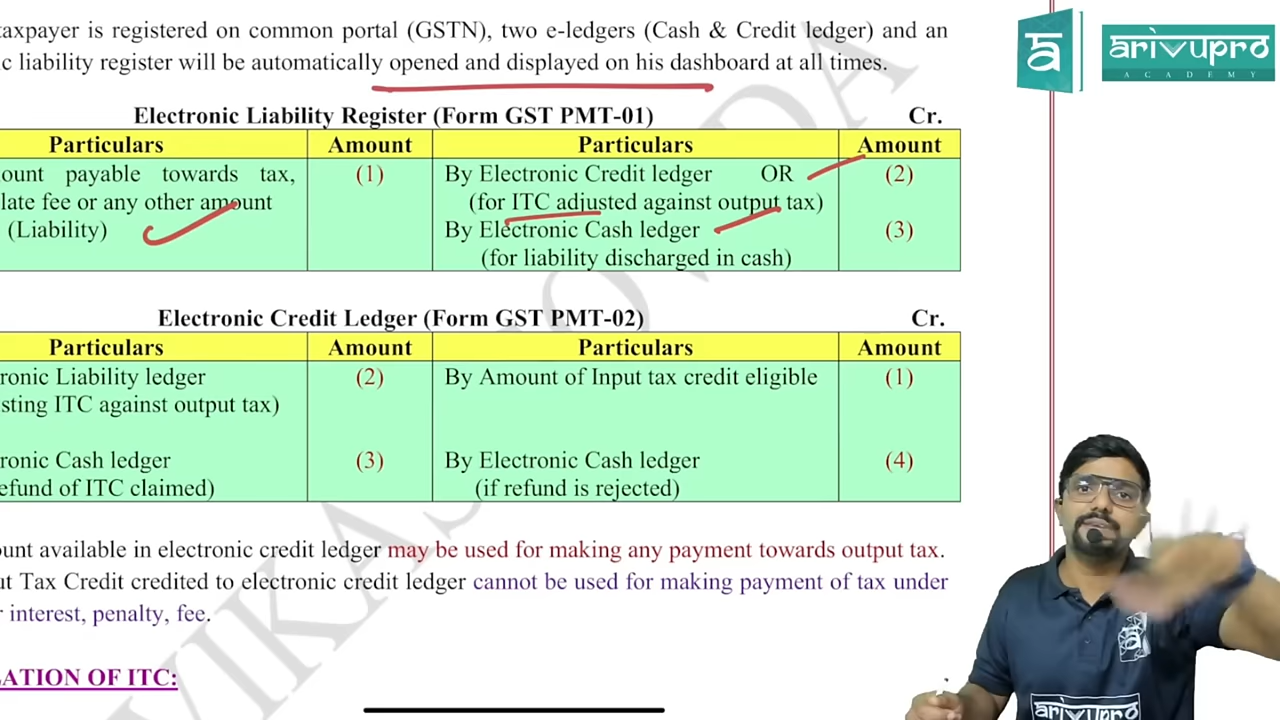 taxpayer is registered on common portal (GSTN), two e-ledgers (Cash & Credit ledger) and an
c liability register will be automatically opened and displayed on his dashboard at all times.
arivupro
ACADEMY
Electronic Liability Register (Form GST PMT-01) Cr.
Particulars Amount Particulars Amount
ount payable towards tax, (1) By Electronic Credit ledger OR (2)
late fee or any other amount (for ITC adjusted against output tax)
(Liability) By Electronic Cash ledger (3)
(for liability discharged in cash)
Electronic Credit Ledger (Form GST PMT-02) Cr.
Particulars Amount Particulars Amount
ronic Liability ledger (2) By Amount of Input tax credit eligible (1)
sting ITC against output tax)
ronic Cash ledger (3) By Electronic Cash ledger (4)
efund of ITC claimed) (if refund is rejected)
ount available in electronic credit ledger may be used for making any payment towards output tax.
ut Tax Credit credited to electronic credit ledger cannot be used for making payment of tax under
r interest, penalty, fee.
LATION OF ITC:
arivupro